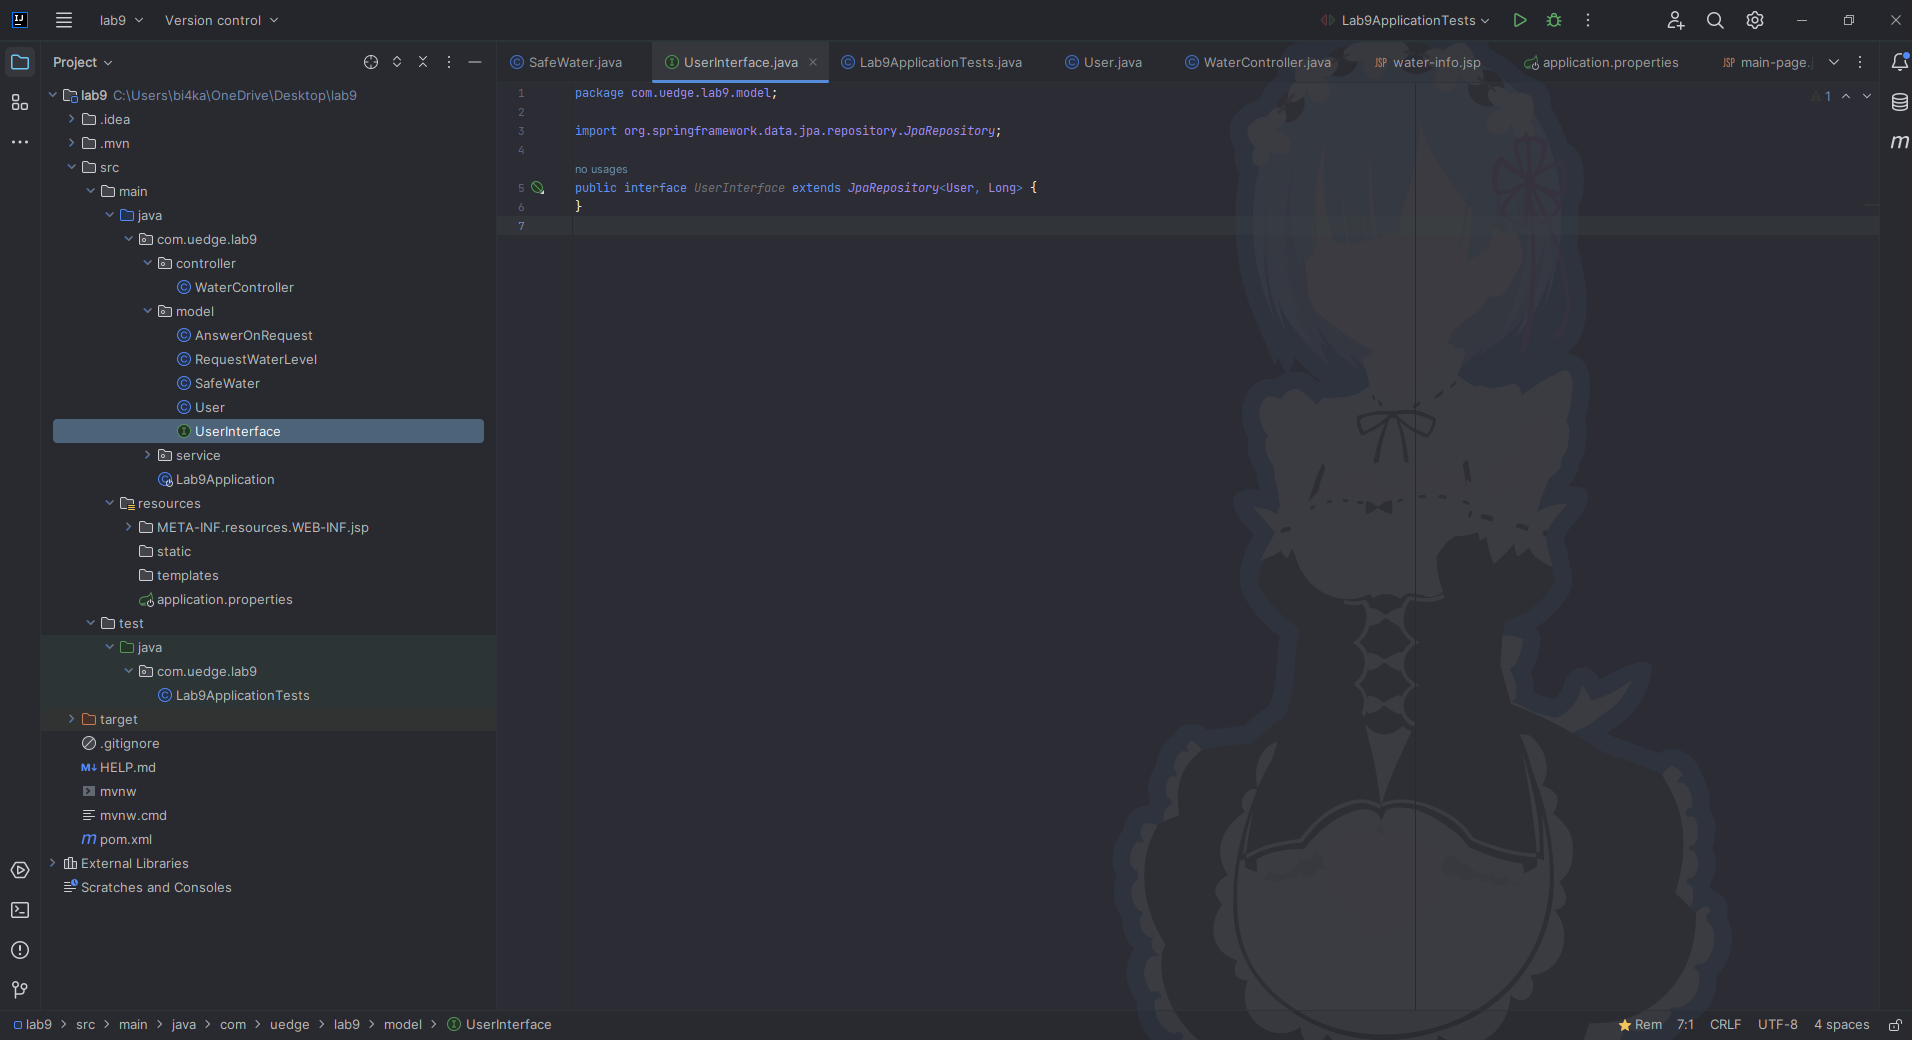 lab9 Version control Lab9ApplicationTests
Project
SafeWater.java UserInterface.java Lab9ApplicationTests.java User.java WaterController.java JSP water-info.jsp application.properties JSP main-page.
lab9 C:\Users\bi4ka\OneDrive\Desktop\lab9
.idea
.mvn
src
main
java
com.uedge.lab9
controller
WaterController
model
AnswerOnRequest
RequestWaterLevel
SafeWater
User
UserInterface
service
Lab9Application
resources
META-INF.resources.WEB-INF.jsp
static
templates
application.properties
test
java
com.uedge.lab9
Lab9ApplicationTests
target
.gitignore
M↓ HELP.md
mvnw
mvnw.cmd
m pom.xml
External Libraries
Scratches and Consoles
1 package com.uedge.lab9.model;
2
3 import org.springframework.data.jpa.repository.JpaRepository;
4
no usages
5 public interface UserInterface extends JpaRepository<User, Long> {
6 }
7
1
m
lab9 > src > main > java > com > uedge > lab9 > model > UserInterface
Rem 7:1 CRLF UTF-8 4 spaces